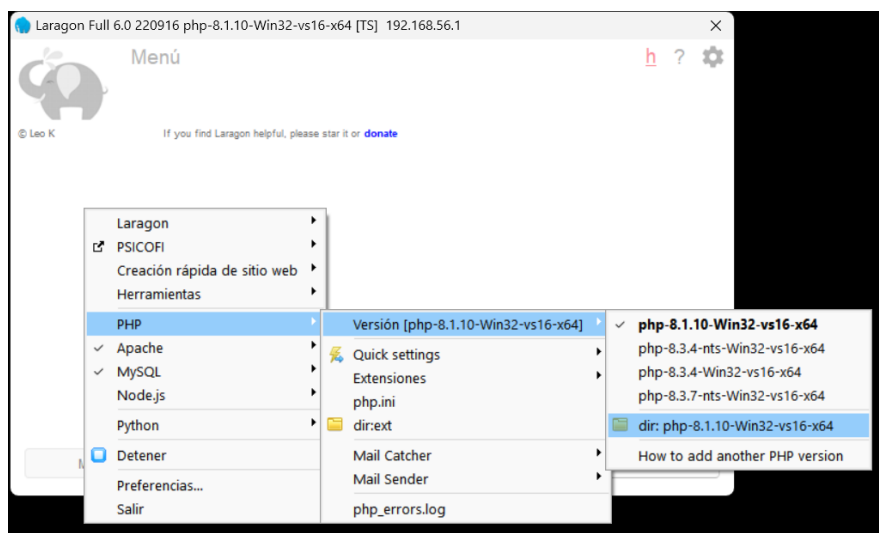 Laragon Full 6.0 220916 php-8.1.10-Win32-vs16-x64 [TS]  192.168.56.1
Menú
h ?
© Leo K
If you find Laragon helpful, please star it or donate
Laragon
PSICOFI
Creación rápida de sitio web
Herramientas
PHP
Apache
MySQL
Node.js
Python
Detener
Preferencias...
Salir
Versión [php-8.1.10-Win32-vs16-x64]
Quick settings
Extensiones
php.ini
dir:ext
Mail Catcher
Mail Sender
php_errors.log
php-8.1.10-Win32-vs16-x64
php-8.3.4-nts-Win32-vs16-x64
php-8.3.4-Win32-vs16-x64
php-8.3.7-nts-Win32-vs16-x64
dir: php-8.1.10-Win32-vs16-x64
How to add another PHP version